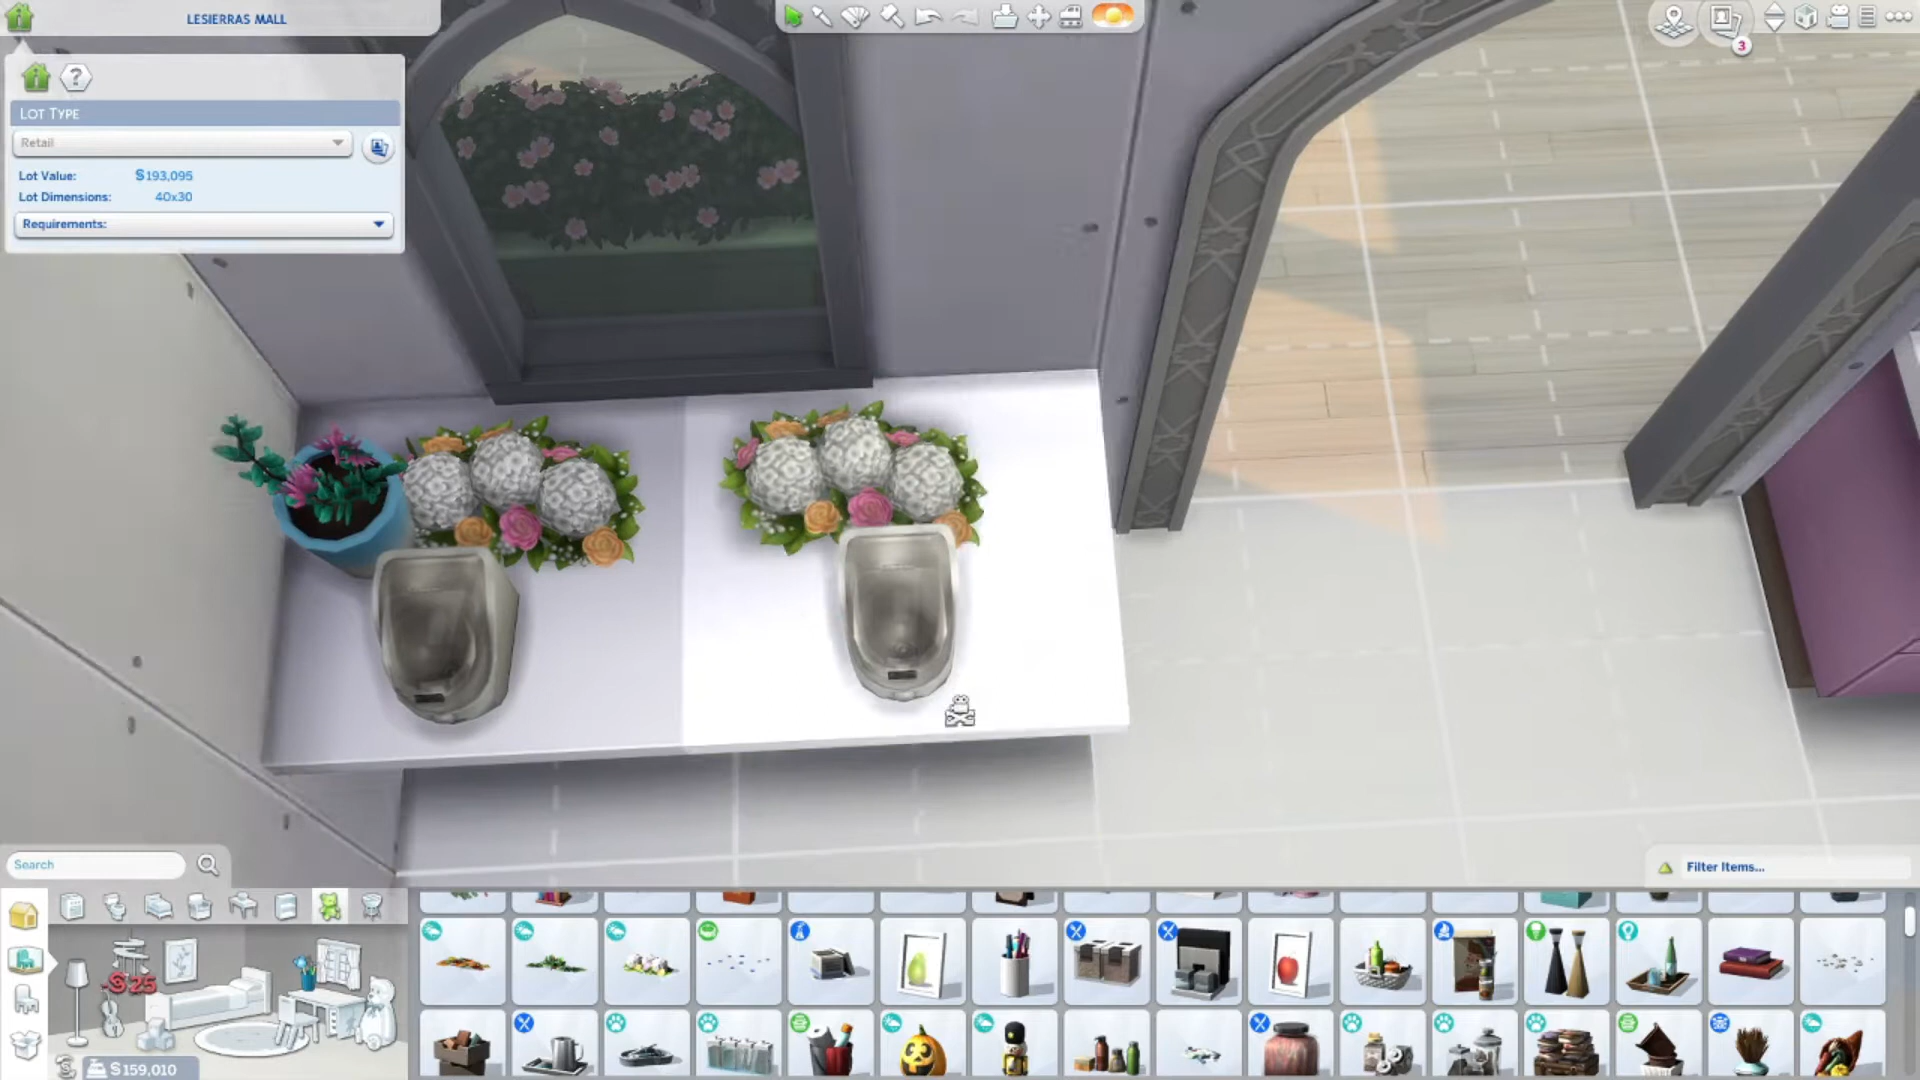 LESIERRAS MALL
3
?
LOT TYPE
Retail
Lot Value: §193,095
Lot Dimensions: 40x30
Requirements:
Search
Filter Items...
-§25
§159,010